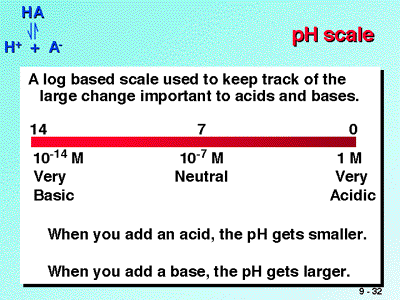 HA
⇌
H⁺ + A⁻
pH scale
A log based scale used to keep track of the
large change important to acids and bases.
14 7 0
10⁻¹⁴ M 10⁻⁷ M 1 M
Very Neutral Very
Basic Acidic
When you add an acid, the pH gets smaller.
When you add a base, the pH gets larger.
9 - 32